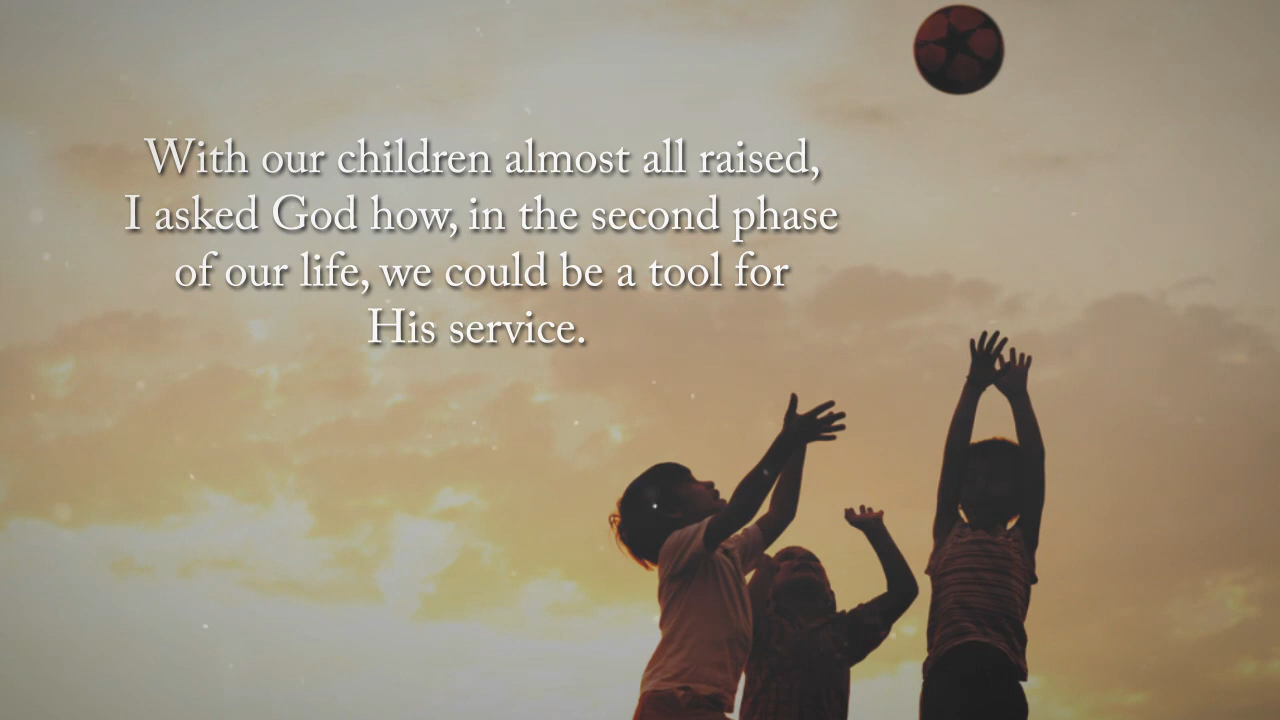 With our children almost all raised,
I asked God how, in the second phase
of our life, we could be a tool for
His service.